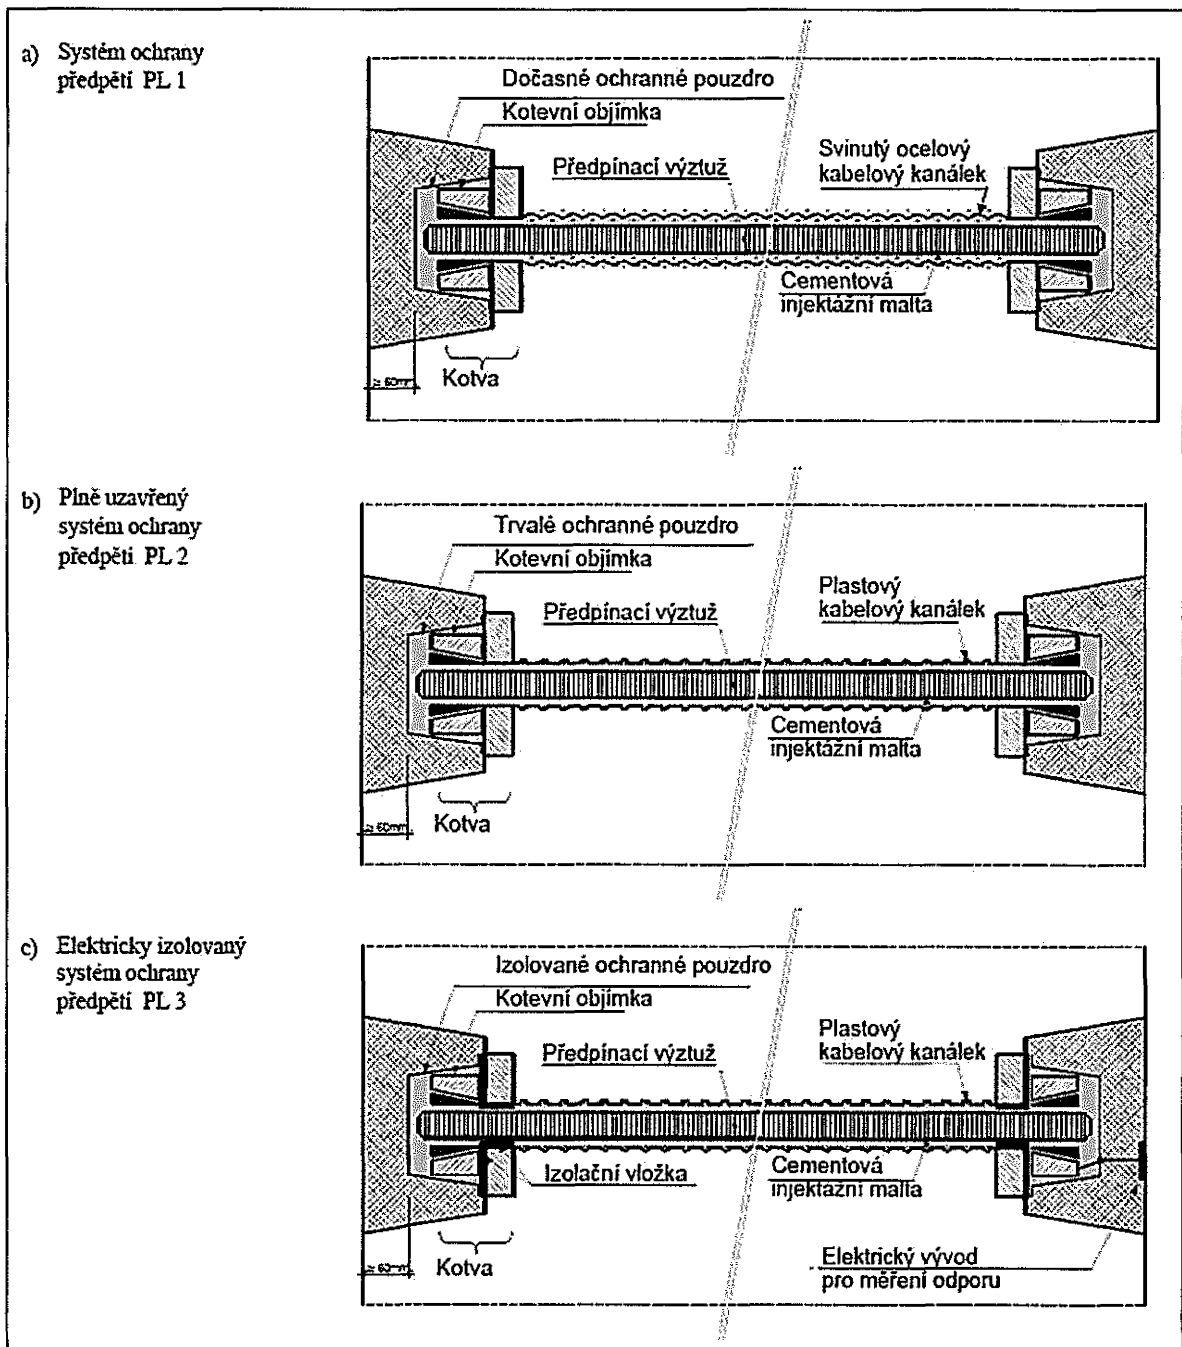 a) Systém ochrany
předpětí PL 1
Dočasné ochranné pouzdro
Kotevní objímka
Předpínací výztuž
Svinutý ocelový
kabelový kanálek
Cementová
injektážní malta
≥ 60mm
Kotva
b) Plně uzavřený
systém ochrany
předpětí PL 2
Trvalé ochranné pouzdro
Kotevní objímka
Předpínací výztuž
Plastový
kabelový kanálek
Cementová
injektážní malta
≥ 60mm
Kotva
c) Elektricky izolovaný
systém ochrany
předpětí PL 3
Izolované ochranné pouzdro
Kotevní objímka
Předpínací výztuž
Plastový
kabelový kanálek
Izolační vložka
Cementová
injektážní malta
≥ 60mm
Kotva
Elektrický vývod
pro měření odporu